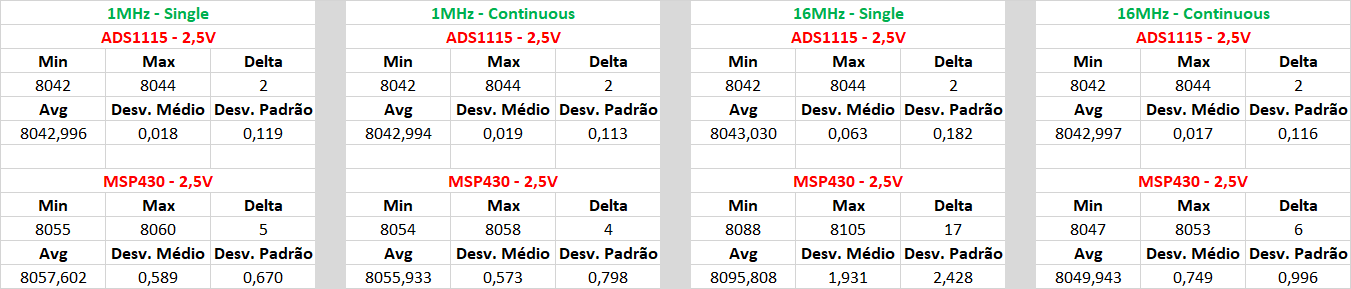 1MHz - Single 1MHz - Continuous 16MHz - Single 16MHz - Continuous
ADS1115 - 2,5V ADS1115 - 2,5V ADS1115 - 2,5V ADS1115 - 2,5V
Min Max Delta Min Max Delta Min Max Delta Min Max Delta
8042 8044 2 8042 8044 2 8042 8044 2 8042 8044 2
Avg Desv. Médio Desv. Padrão Avg Desv. Médio Desv. Padrão Avg Desv. Médio Desv. Padrão Avg Desv. Médio Desv. Padrão
8042,996 0,018 0,119 8042,994 0,019 0,113 8043,030 0,063 0,182 8042,997 0,017 0,116
MSP430 - 2,5V MSP430 - 2,5V MSP430 - 2,5V MSP430 - 2,5V
Min Max Delta Min Max Delta Min Max Delta Min Max Delta
8055 8060 5 8054 8058 4 8088 8105 17 8047 8053 6
Avg Desv. Médio Desv. Padrão Avg Desv. Médio Desv. Padrão Avg Desv. Médio Desv. Padrão Avg Desv. Médio Desv. Padrão
8057,602 0,589 0,670 8055,933 0,573 0,798 8095,808 1,931 2,428 8049,943 0,749 0,996